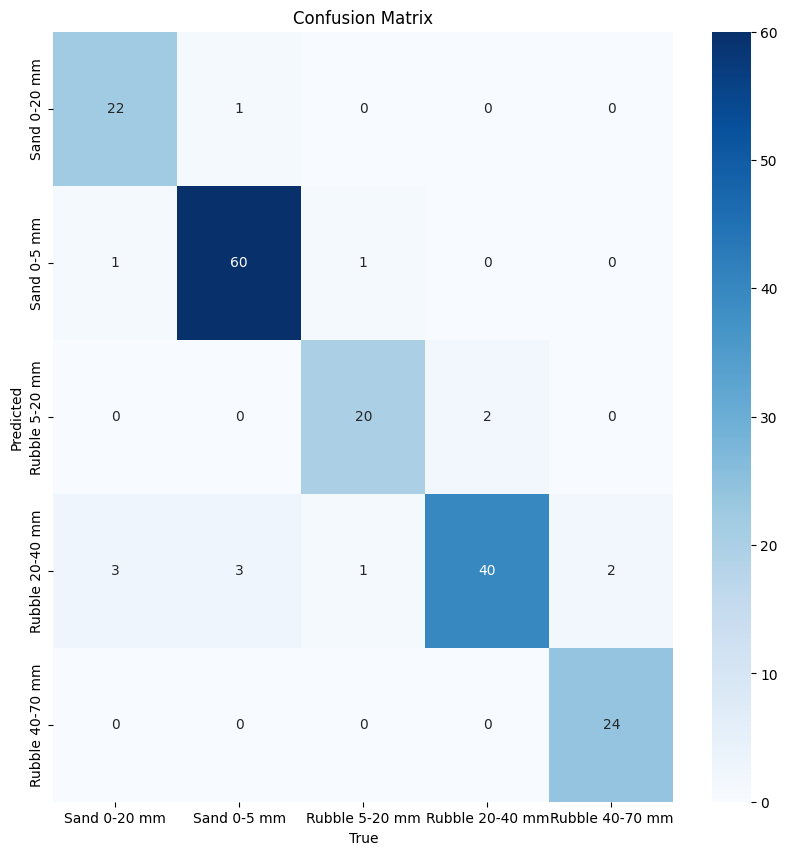 Confusion Matrix
Predicted
Sand 0-20 mm
22 1 0 0 0
Sand 0-5 mm
1 60 1 0 0
Rubble 5-20 mm
0 0 20 2 0
Rubble 20-40 mm
3 3 1 40 2
Rubble 40-70 mm
0 0 0 0 24
Sand 0-20 mm Sand 0-5 mm Rubble 5-20 mm Rubble 20-40 mm Rubble 40-70 mm
True
60
50
40
30
20
10
0